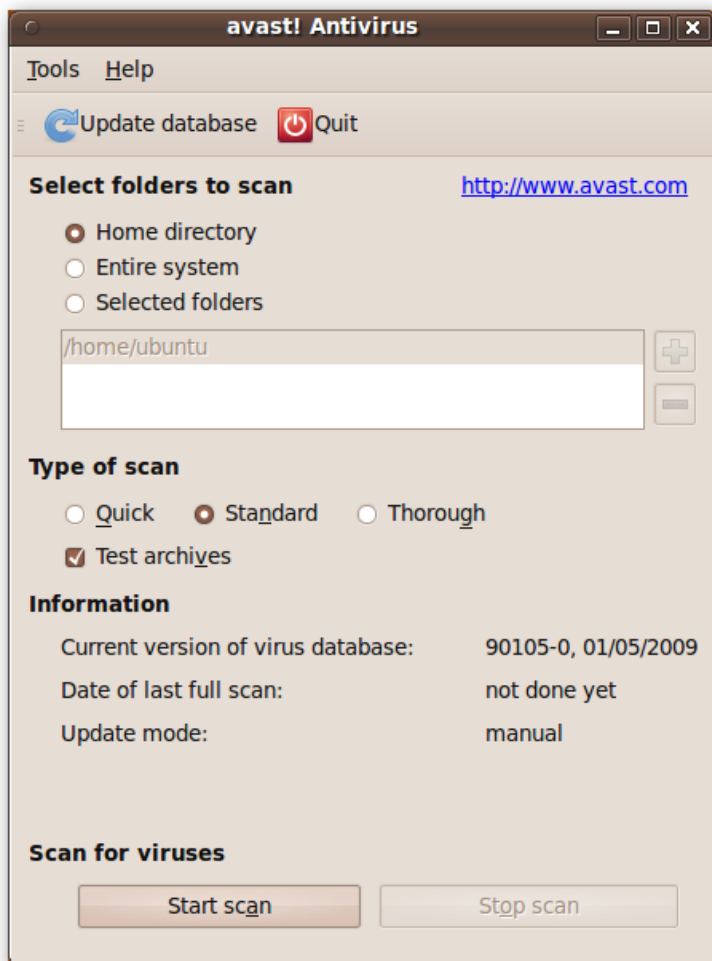 avast! Antivirus
Tools Help
Update database Quit
Select folders to scan http://www.avast.com
Home directory
Entire system
Selected folders
/home/ubuntu
Type of scan
Quick Standard Thorough
Test archives
Information
Current version of virus database: 90105-0, 01/05/2009
Date of last full scan: not done yet
Update mode: manual
Scan for viruses
Start scan Stop scan